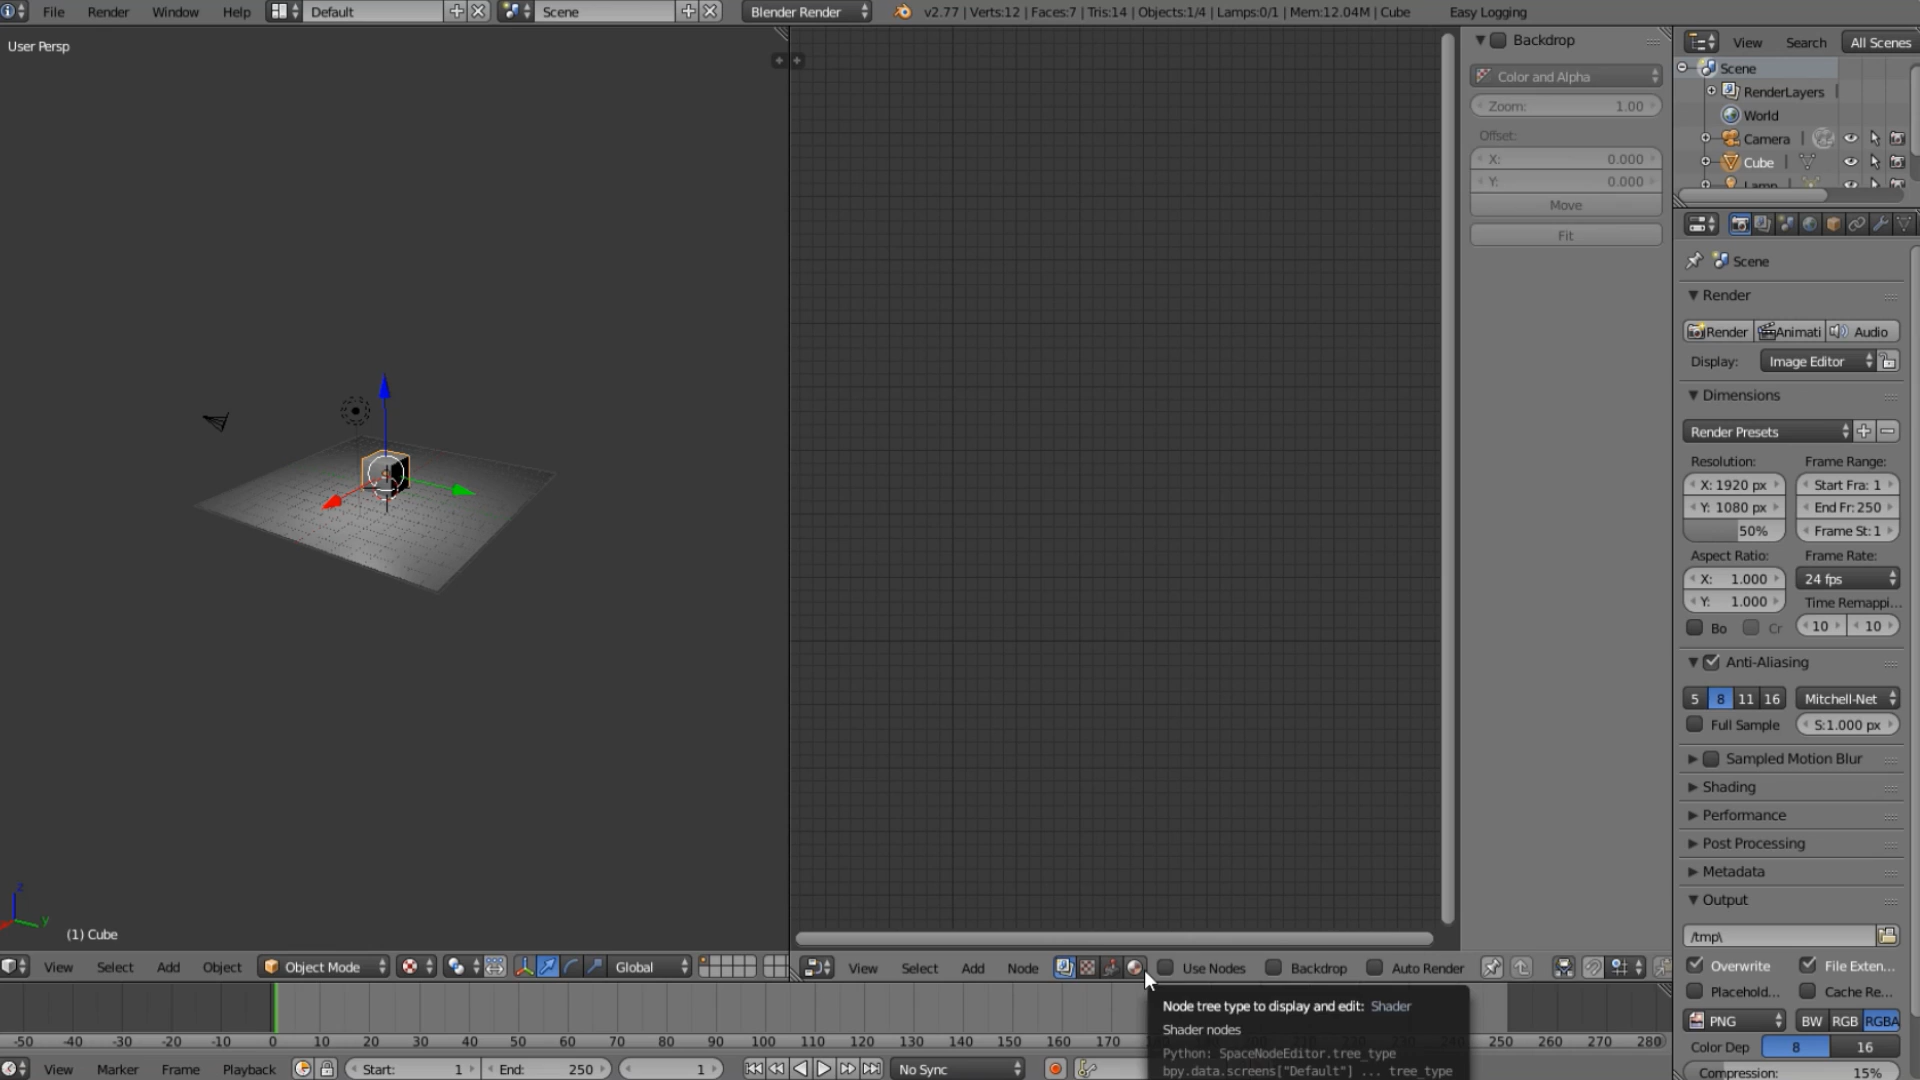 File Render Window Help Default Scene Blender Render v2.77 | Verts:12 | Faces:7 | Tris:14 | Objects:1/4 | Lamps:0/1 | Mem:12.04M | Cube Easy Logging
User Persp
(1) Cube
z
y
View Select Add Object Object Mode Global
Backdrop
Color and Alpha
Zoom: 1.00
Offset:
X: 0.000
Y: 0.000
Move
Fit
View Select Add Node Use Nodes Backdrop Auto Render
Node tree type to display and edit: Shader
Shader nodes
Python: SpaceNodeEditor.tree_type
bpy.data.screens["Default"] ... tree_type
View Search All Scenes
Scene
RenderLayers
World
Camera
Cube
Lamp
Scene
Render
Render Animati Audio
Display: Image Editor
Dimensions
Render Presets
Resolution: Frame Range:
X: 1920 px Start Fra: 1
Y: 1080 px End Fr: 250
50% Frame St: 1
Aspect Ratio: Frame Rate:
X: 1.000 24 fps
Y: 1.000 Time Remappi...
Bo Cr 10 10
Anti-Aliasing
5 8 11 16 Mitchell-Net
Full Sample S: 1.000 px
Sampled Motion Blur
Shading
Performance
Post Processing
Metadata
Output
/tmp\
Overwrite File Exten...
Placehold... Cache Re...
PNG BW RGB RGBA
Color Dep 8 16
Compression: 15%
-50 -40 -30 -20 -10 0 10 20 30 40 50 60 70 80 90 100 110 120 130 140 150 160 170 250 260 270 280
View Marker Frame Playback Start: 1 End: 250 1 No Sync